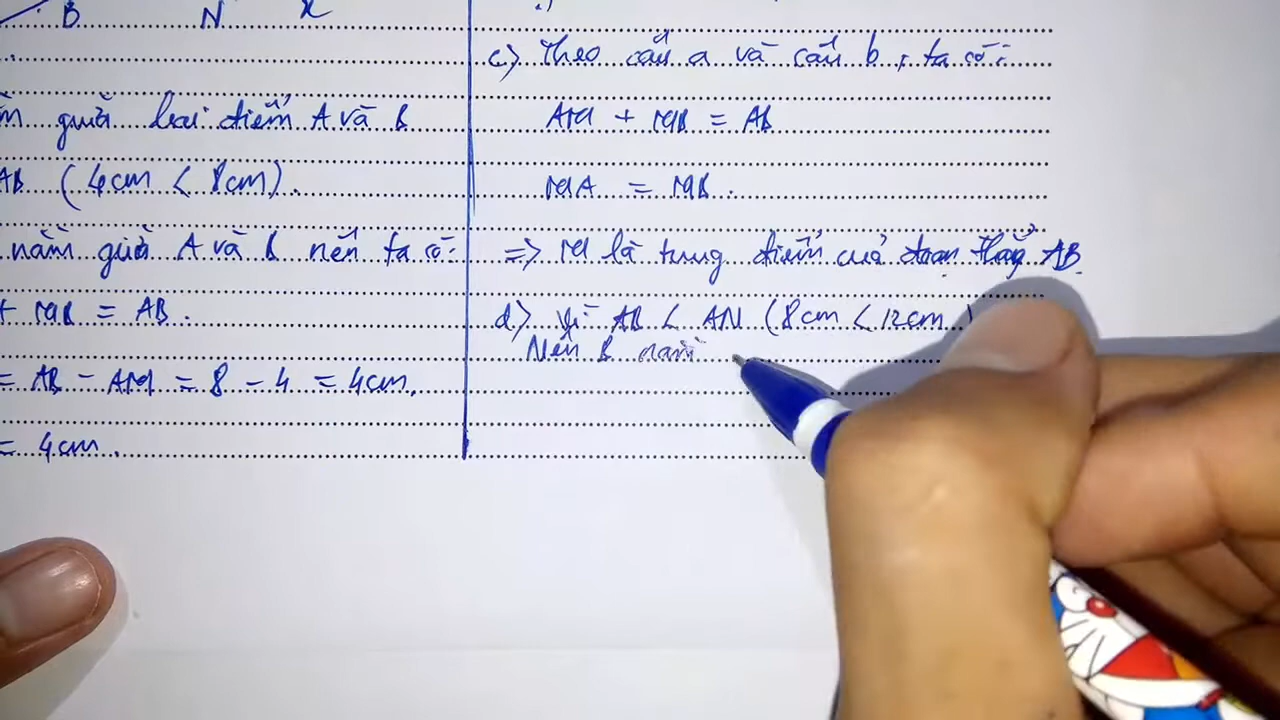 B N x
giữa hai điểm A và B
AB (4cm < 8cm).
nằm giữa A và B nên ta có:
+ MB = AB.
= AB - AM = 8 - 4 = 4cm.
= 4cm.
c) Theo câu a và câu b, ta có:
AM + MB = AB
MA = MB.
=> M là trung điểm của đoạn thẳng AB.
d) Vì AB < AN (8cm < 12cm)
Nên B nằm